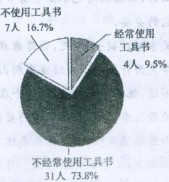 不使用工具书
7人 16.7%
经常使用
工具书
4人 9.5%
不经常使用工具书
31人 73.8%